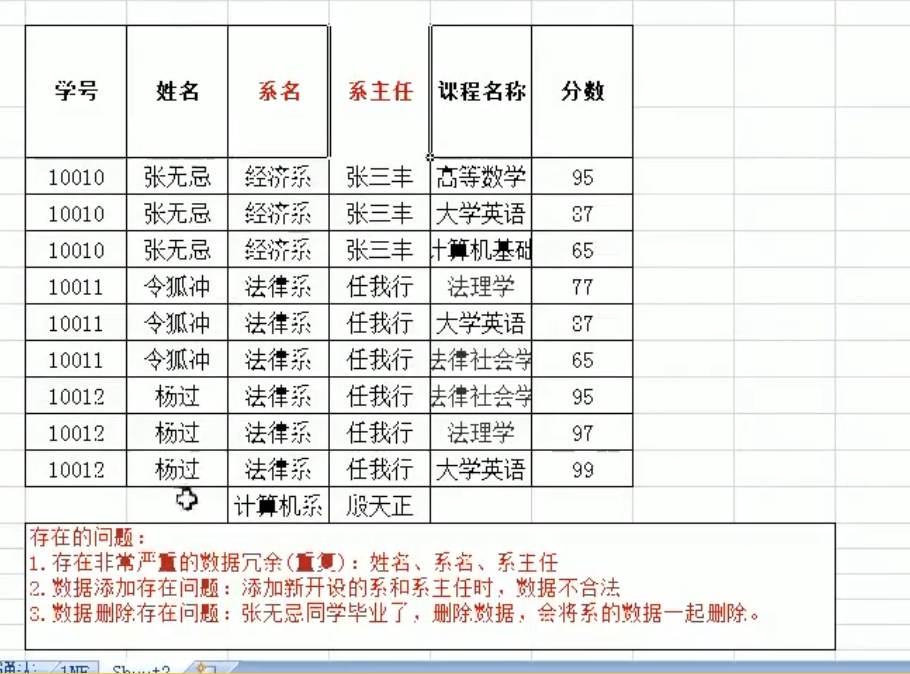 学号 姓名 系名 系主任 课程名称 分数
10010 张无忌 经济系 张三丰 高等数学 95
10010 张无忌 经济系 张三丰 大学英语 87
10010 张无忌 经济系 张三丰 计算机基础 65
10011 令狐冲 法律系 任我行 法理学 77
10011 令狐冲 法律系 任我行 大学英语 87
10011 令狐冲 法律系 任我行 法律社会学 65
10012 杨过 法律系 任我行 法律社会学 95
10012 杨过 法律系 任我行 法理学 97
10012 杨过 法律系 任我行 大学英语 99
计算机系 殷天正
存在的问题：
1. 存在非常严重的数据冗余(重复)：姓名、系名、系主任
2. 数据添加存在问题：添加新开设的系和系主任时，数据不合法
3. 数据删除存在问题：张无忌同学毕业了，删除数据，会将系的数据一起删除。
1NF